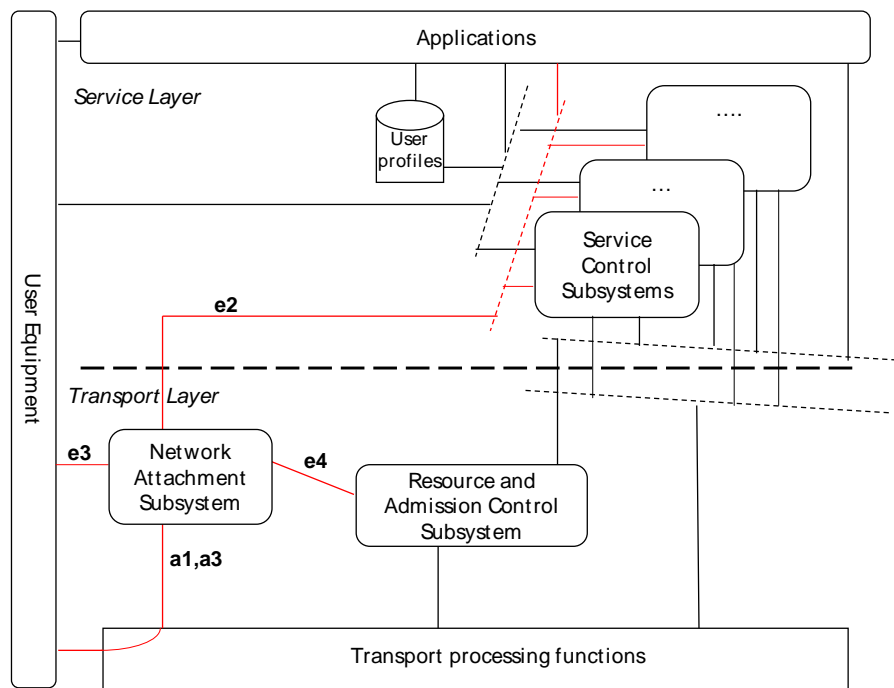 Applications
Service Layer
….
User
profiles
…
Service
Control
Subsystems
User Equipment
e2
Transport Layer
Network
Attachment
Subsystem
e3
e4
Resource and
Admission Control
Subsystem
a1,a3
Transport processing functions